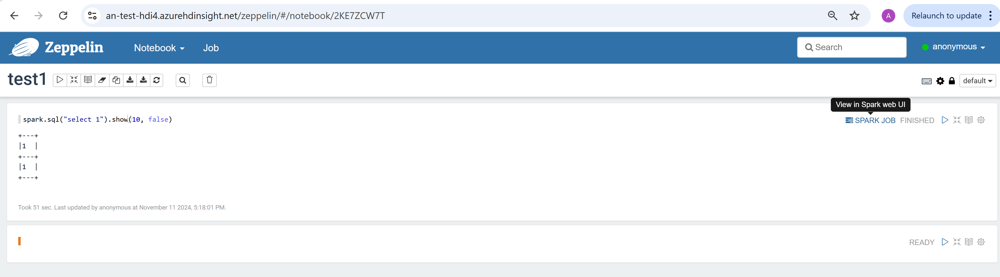 an-test-hdi4.azurehdinsight.net/zeppelin/#/notebook/2KE7ZCW7T
A
Relaunch to update
Zeppelin
Notebook
Job
Search
anonymous
test1
default
View in Spark web UI
spark.sql("select 1").show(10, false)
SPARK JOB FINISHED
+---+
|1  |
+---+
|1  |
+---+
Took 51 sec. Last updated by anonymous at November 11 2024, 5:18:01 PM.
READY